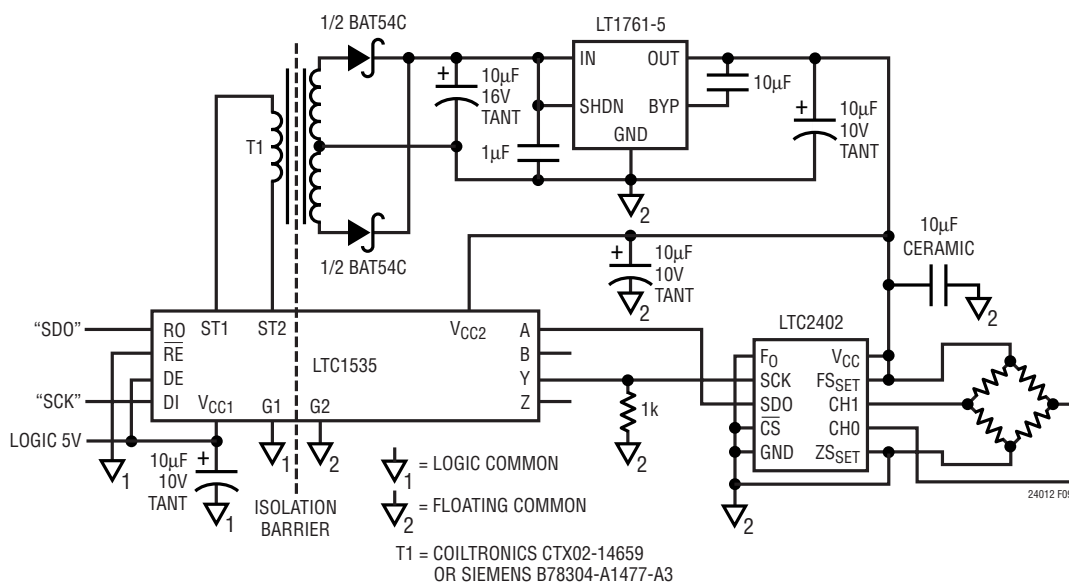 1/2 BAT54C
LT1761-5
IN
OUT
SHDN
BYP
GND
+
10µF
16V
TANT
10µF
+
10µF
10V
TANT
1µF
T1
2
1/2 BAT54C
+
10µF
10V
TANT
2
10µF
CERAMIC
2
"SDO"
"SCK"
LOGIC 5V
RO
RE
DE
DI
ST1
ST2
LTC1535
VCC1
G1
G2
VCC2
A
B
Y
Z
1k
2
LTC2402
FO
SCK
SDO
CS
GND
VCC
FSSET
CH1
CH0
ZSSET
2
1
10µF
10V
TANT
+
1
1
2
ISOLATION
BARRIER
1
= LOGIC COMMON
2
= FLOATING COMMON
T1 = COILTRONICS CTX02-14659
OR SIEMENS B78304-A1477-A3
24012 F09